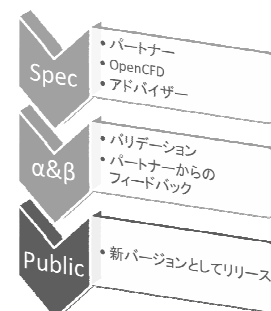 Spec
• パートナー
• OpenCFD
• アドバイザー
α&β
• バリデーション
• パートナーからの
フィードバック
Public
• 新バージョンとしてリリース